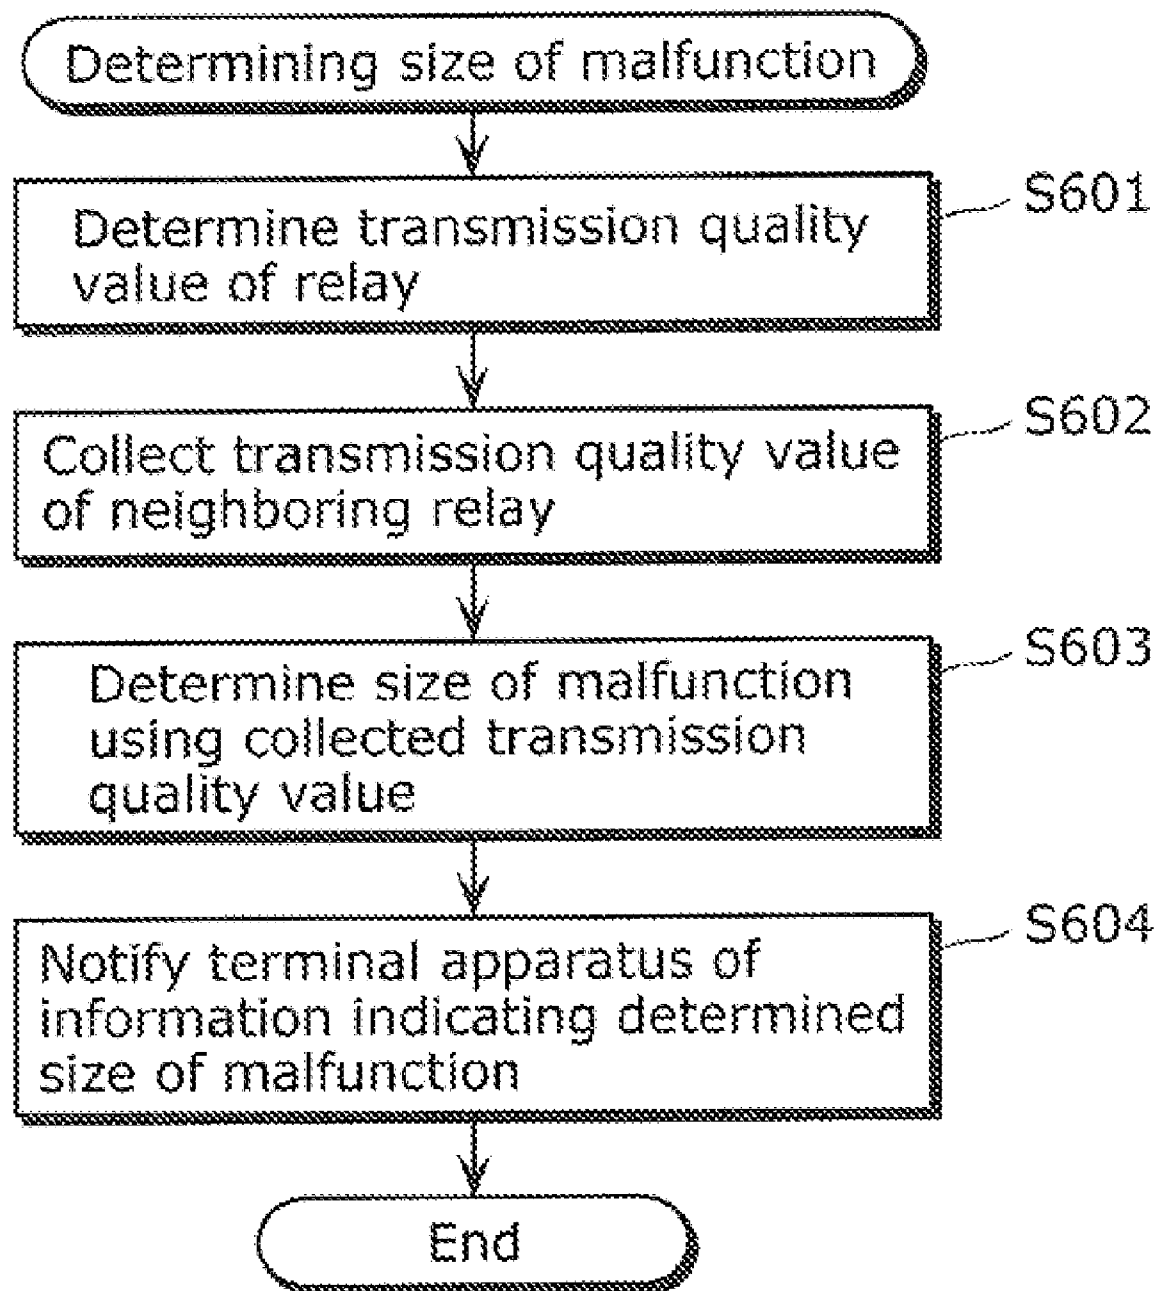 Determining size of malfunction
Determine transmission quality
value of relay
S601
Collect transmission quality value
of neighboring relay
S602
Determine size of malfunction
using collected transmission
quality value
S603
Notify terminal apparatus of
information indicating determined
size of malfunction
S604
End